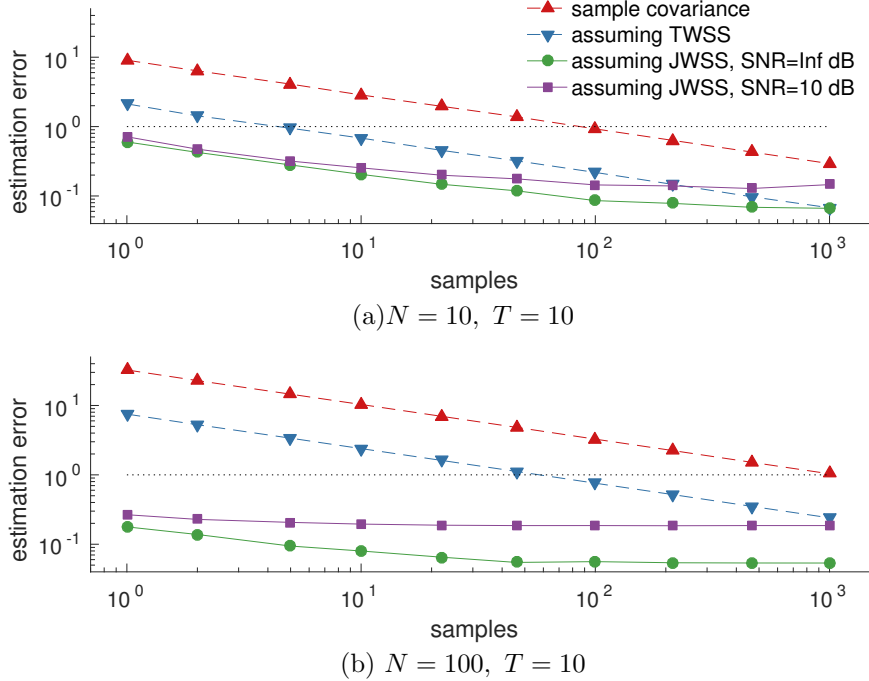 sample covariance
assuming TWSS
assuming JWSS, SNR=Inf dB
assuming JWSS, SNR=10 dB
estimation error
10^1
10^0
10^-1
10^0 10^1 10^2 10^3
samples
(a)N = 10, T = 10
estimation error
10^1
10^0
10^-1
10^0 10^1 10^2 10^3
samples
(b) N = 100, T = 10